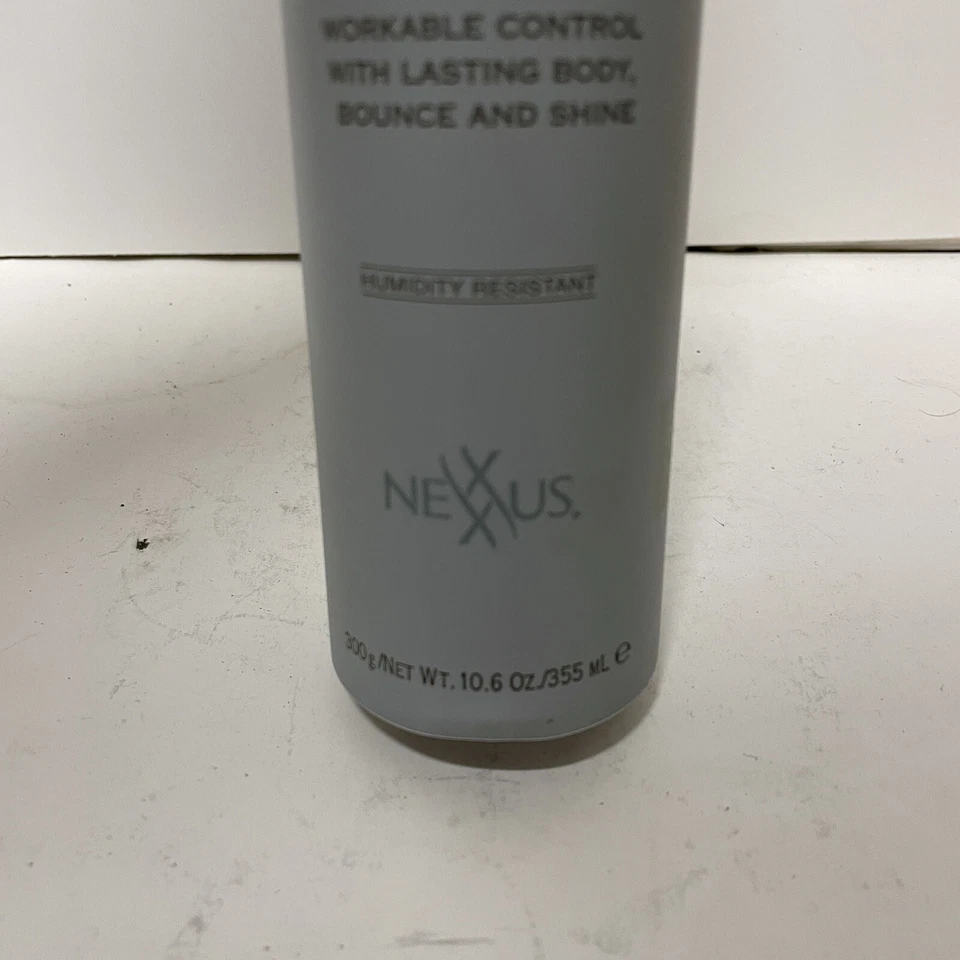 WORKABLE CONTROL
WITH LASTING BODY,
BOUNCE AND SHINE
HUMIDITY RESISTANT
NEXXUS.
300g/NET WT. 10.6 OZ./355 ML ℮